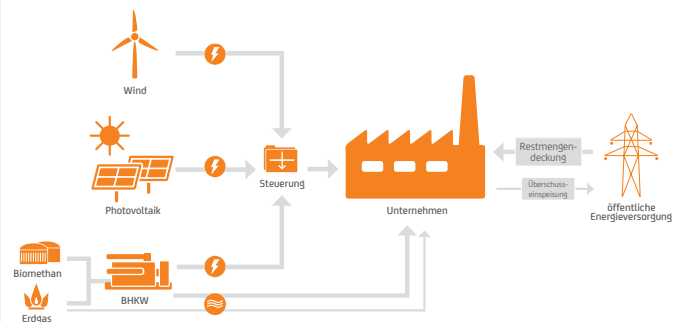 Wind
Photovoltaik
Steuerung
Unternehmen
Restmengen-
deckung
Überschuss-
einspeisung
öffentliche
Energieversorgung
Biomethan
BHKW
Erdgas